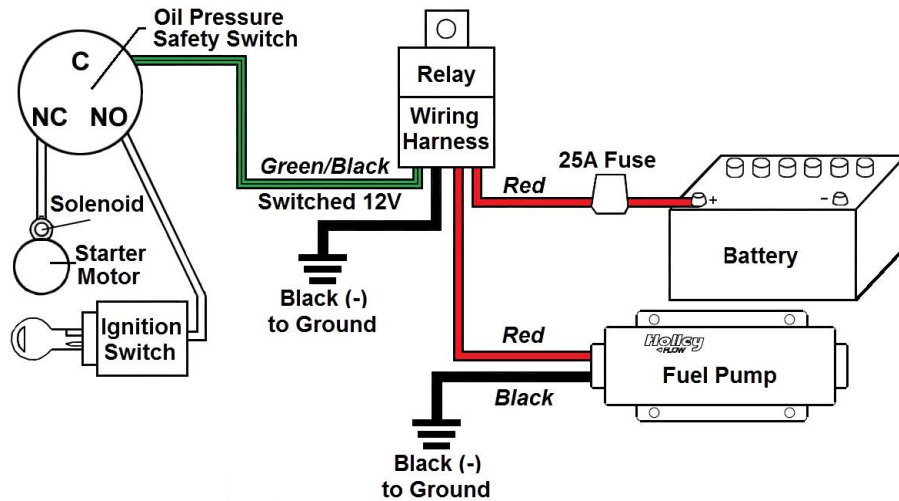 Oil Pressure
Safety Switch
C
NC NO
Relay
Wiring
Harness
Green/Black
Switched 12V
Red
25A Fuse
+ -
Battery
Solenoid
Starter
Motor
Ignition
Switch
Black (-)
to Ground
Red
Black
Holley
FLOW
Fuel Pump
Black (-)
to Ground